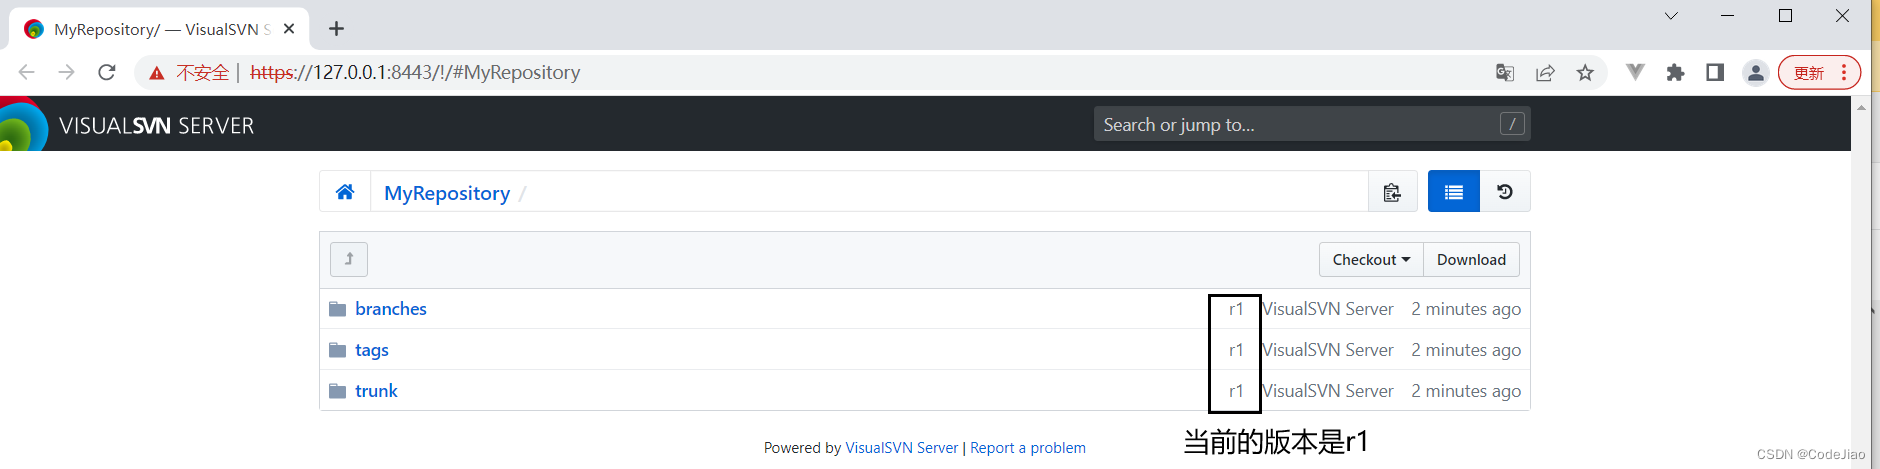 MyRepository/ — VisualSVN S
不安全 | https://127.0.0.1:8443/!/#MyRepository
更新
VISUALSVN SERVER
Search or jump to...
/
MyRepository /
Checkout
Download
branches r1 VisualSVN Server 2 minutes ago
tags r1 VisualSVN Server 2 minutes ago
trunk r1 VisualSVN Server 2 minutes ago
当前的版本是r1
Powered by VisualSVN Server | Report a problem
CSDN @CodeJiao